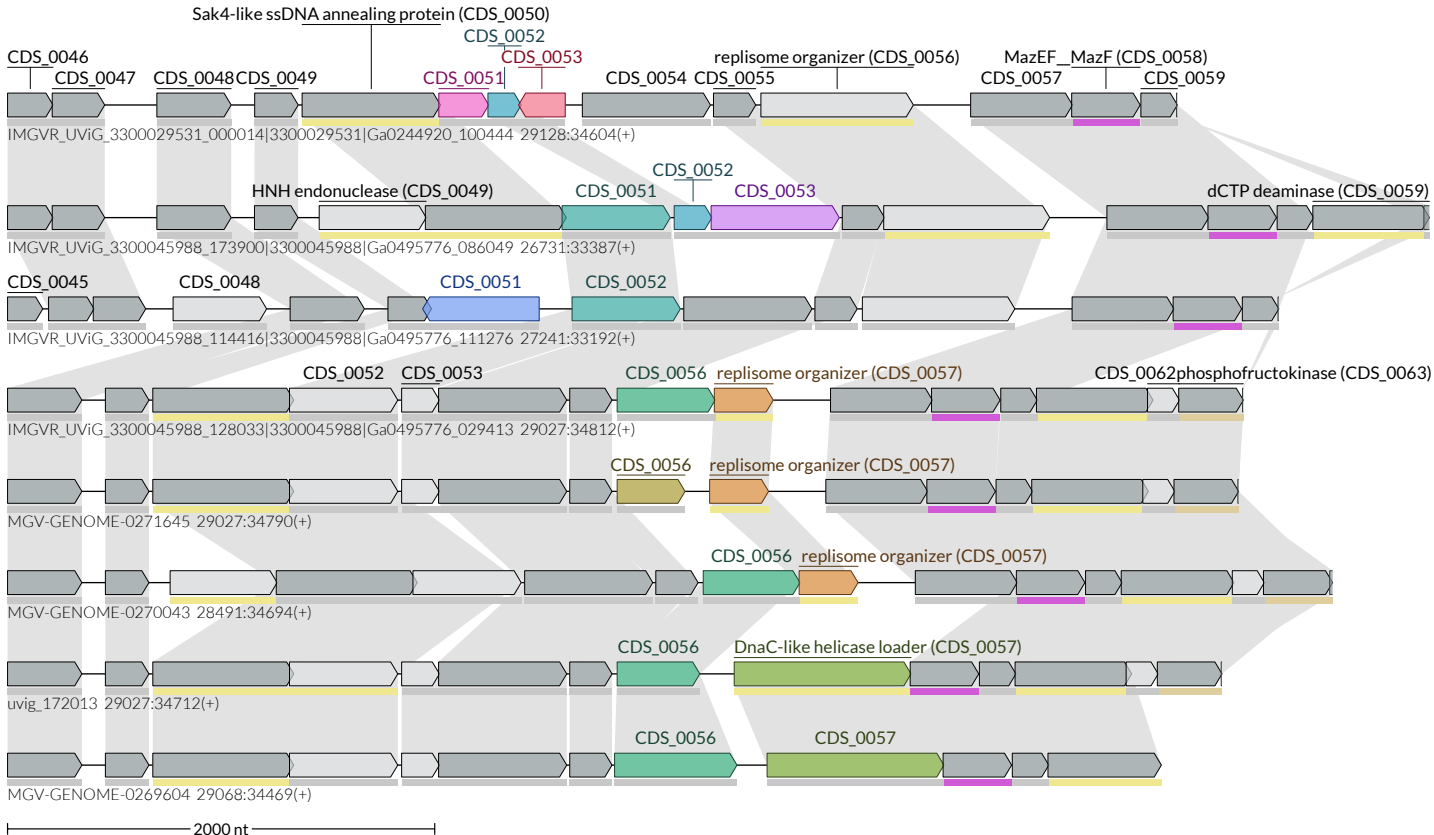 Sak4-like ssDNA annealing protein (CDS_0050)
CDS_0052
CDS_0046 CDS_0053 replisome organizer (CDS_0056) MazEF__MazF (CDS_0058)
CDS_0047 CDS_0048 CDS_0049 CDS_0051 CDS_0054 CDS_0055 CDS_0057 CDS_0059
IMGVR_UViG_3300029531_000014|3300029531|Ga0244920_100444 29128:34604(+)
CDS_0052
HNH endonuclease (CDS_0049) CDS_0051 CDS_0053 dCTP deaminase (CDS_0059)
IMGVR_UViG_3300045988_173900|3300045988|Ga0495776_086049 26731:33387(+)
CDS_0045 CDS_0048 CDS_0051 CDS_0052
IMGVR_UViG_3300045988_114416|3300045988|Ga0495776_111276 27241:33192(+)
CDS_0052 CDS_0053 CDS_0056 replisome organizer (CDS_0057) CDS_0062 phosphofructokinase (CDS_0063)
IMGVR_UViG_3300045988_128033|3300045988|Ga0495776_029413 29027:34812(+)
CDS_0056 replisome organizer (CDS_0057)
MGV-GENOME-0271645 29027:34790(+)
CDS_0056 replisome organizer (CDS_0057)
MGV-GENOME-0270043 28491:34694(+)
CDS_0056 DnaC-like helicase loader (CDS_0057)
uvig_172013 29027:34712(+)
CDS_0056 CDS_0057
MGV-GENOME-0269604 29068:34469(+)
2000 nt